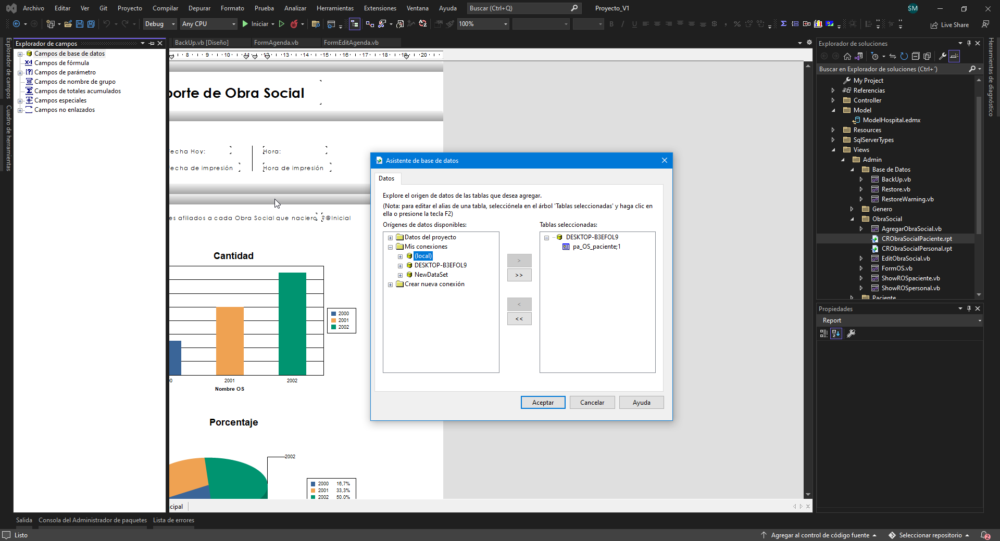 Archivo Editar Ver Git Proyecto Compilar Depurar Formato Prueba Analizar Herramientas Extensiones Ventana Ayuda Buscar (Ctrl+Q) Proyecto_V1 SM
Debug Any CPU Iniciar 100% Live Share
Explorador de campos
Cuadro de herramientas
Explorador de campos
Campos de base de datos
Campos de fórmula
Campos de parámetro
Campos de nombre de grupo
Campos de totales acumulados
Campos especiales
Campos no enlazados
BackUp.vb [Diseño] FormAgenda.vb FormEditAgenda.vb
8 9 10 11 12 13 14 15 16 17 18 19 20
porte de Obra Social
echa Hoy: Hora:
echa de impresión Hora de impresión
es afiliados a cada Obra Social que naciero ?@Inicial
Cantidad
2000
2001
2002
0 2001 2002
Nombre OS
Porcentaje
2002
2000 16,7%
2001 33,3%
2002 50,0%
cipal
Asistente de base de datos
Datos
Explore el origen de datos de las tablas que desea agregar.
(Nota: para editar el alias de una tabla, selecciónela en el árbol 'Tablas seleccionadas' y haga clic en
ella o presione la tecla F2)
Orígenes de datos disponibles:
Datos del proyecto
Mis conexiones
(local)
DESKTOP-B3EFOL9
NewDataSet
Crear nueva conexión
>
>>
<
<<
Tablas seleccionadas:
DESKTOP-B3EFOL9
pa_OS_paciente;1
Aceptar Cancelar Ayuda
Explorador de soluciones
Buscar en Explorador de soluciones (Ctrl+´)
My Project
Referencias
Controller
Model
ModelHospital.edmx
Resources
SqlServerTypes
Views
Admin
Base de Datos
BackUp.vb
Restore.vb
RestoreWarning.vb
Genero
ObraSocial
AgregarObraSocial.vb
CRObraSocialPaciente.rpt
CRObraSocialPersonal.rpt
EditObraSocial.vb
FormOS.vb
ShowROSpaciente.vb
ShowROSpersonal.vb
Paciente
Propiedades
Report
Herramientas de diagnóstico
Salida Consola del Administrador de paquetes Lista de errores
Listo Agregar al control de código fuente Seleccionar repositorio 2